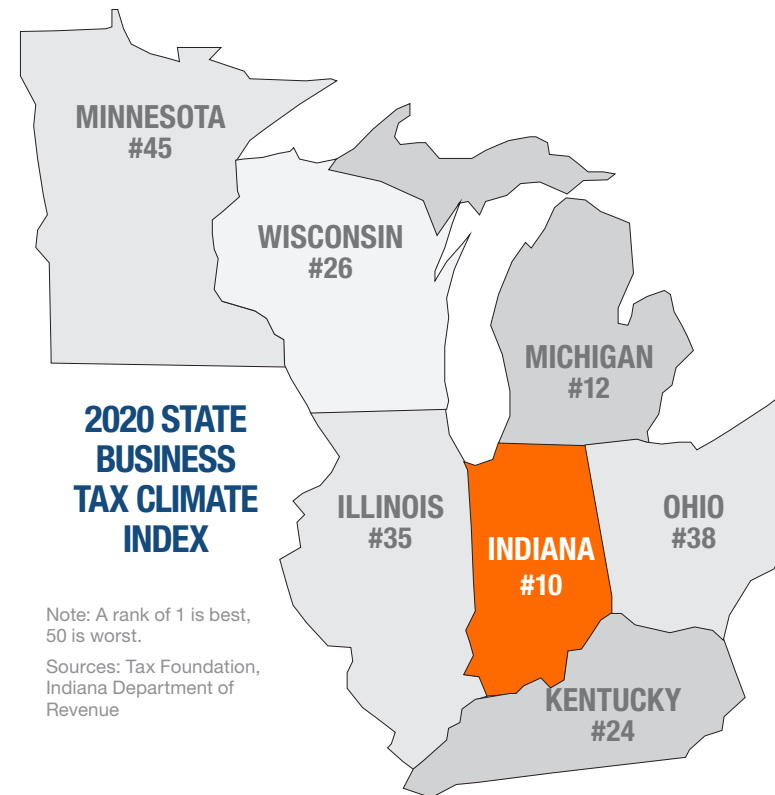 MINNESOTA
#45
WISCONSIN
#26
MICHIGAN
#12
2020 STATE
BUSINESS
TAX CLIMATE
INDEX
ILLINOIS
#35
INDIANA
#10
OHIO
#38
Note: A rank of 1 is best,
50 is worst.
Sources: Tax Foundation,
Indiana Department of
Revenue
KENTUCKY
#24